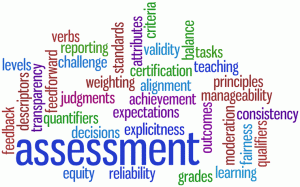 criteria
standards
attributes
balance
verbs
reporting
validity
tasks
levels
challenge
certification
teaching
descriptors
transparency
feedforward
weighting
alignment
principles
judgments
achievement
manageability
feedback
quantifiers
expectations
outcomes
moderation
consistency
decisions
explicitness
fairness
qualifiers
assessment
equity
reliability
grades
learning